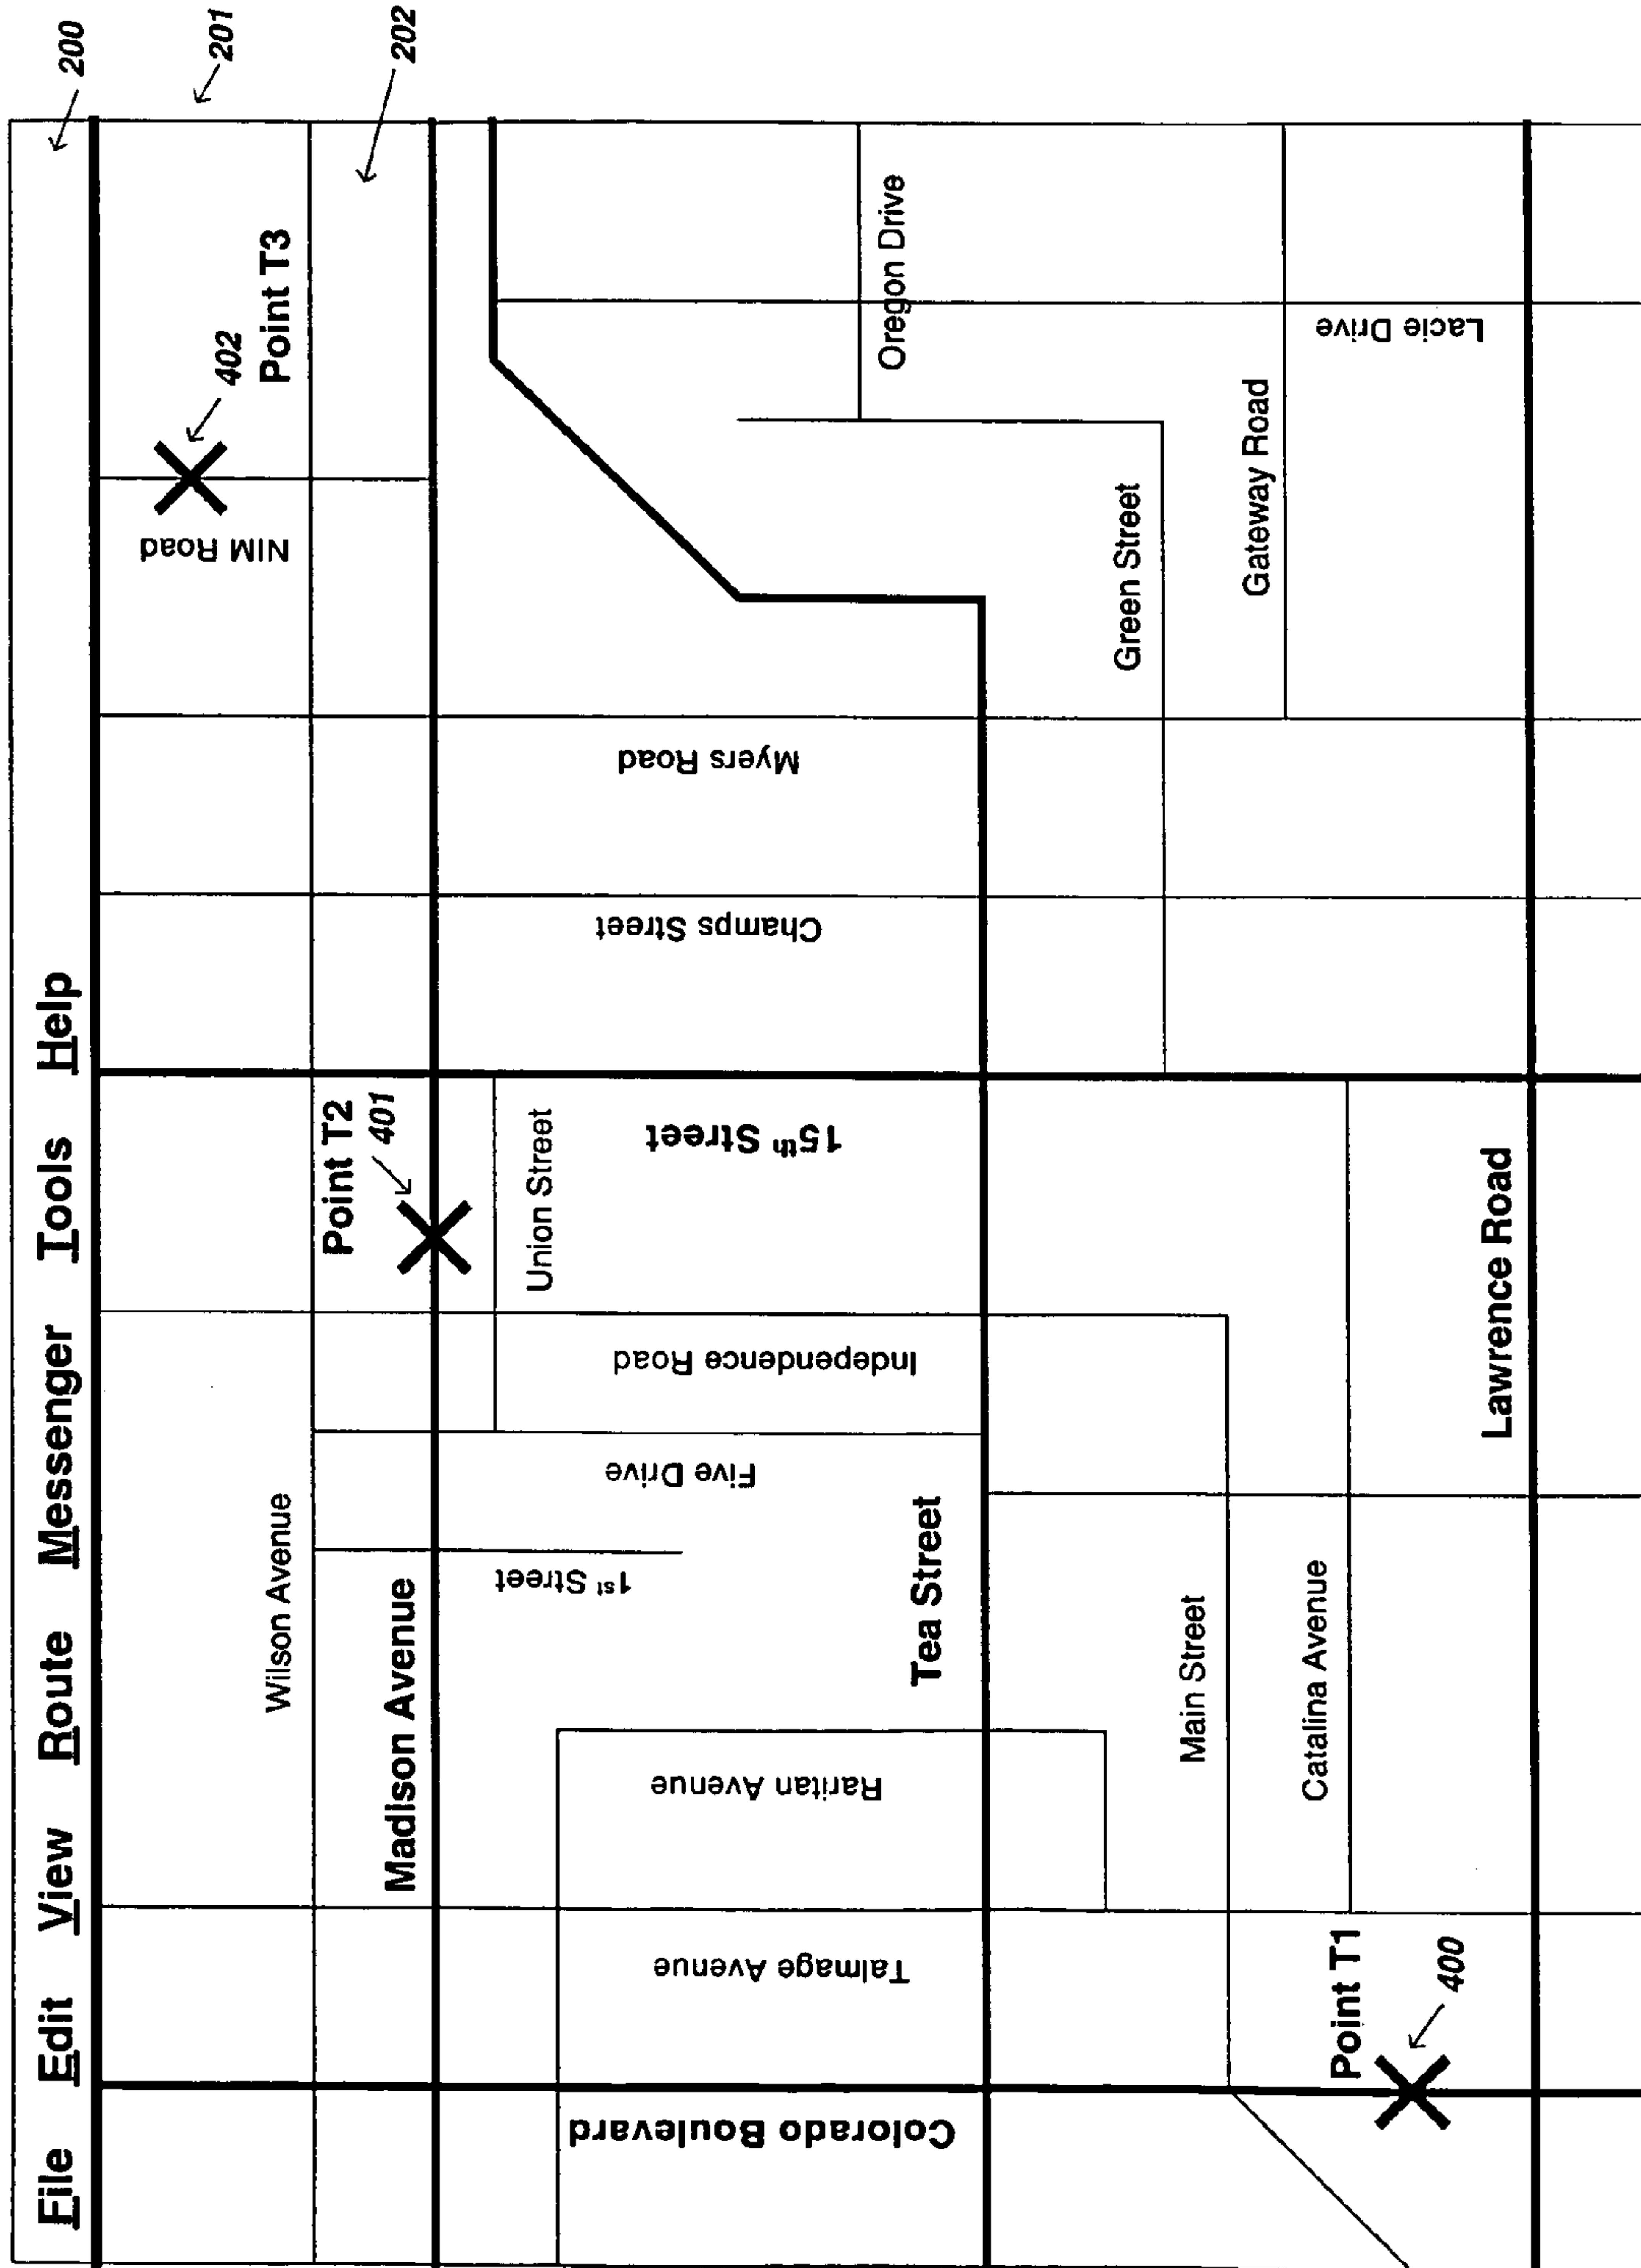 File Edit View Route Messenger Tools Help
200
201
202
Wilson Avenue
Madison Avenue
Point T2
401
NIM Road
402
Point T3
Union Street
1st Street
Five Drive
Independence Road
15th Street
Champs Street
Myers Road
Colorado Boulevard
Talmage Avenue
Raritan Avenue
Tea Street
Oregon Drive
Green Street
Main Street
Gateway Road
Catalina Avenue
Lacie Drive
Point T1
400
Lawrence Road